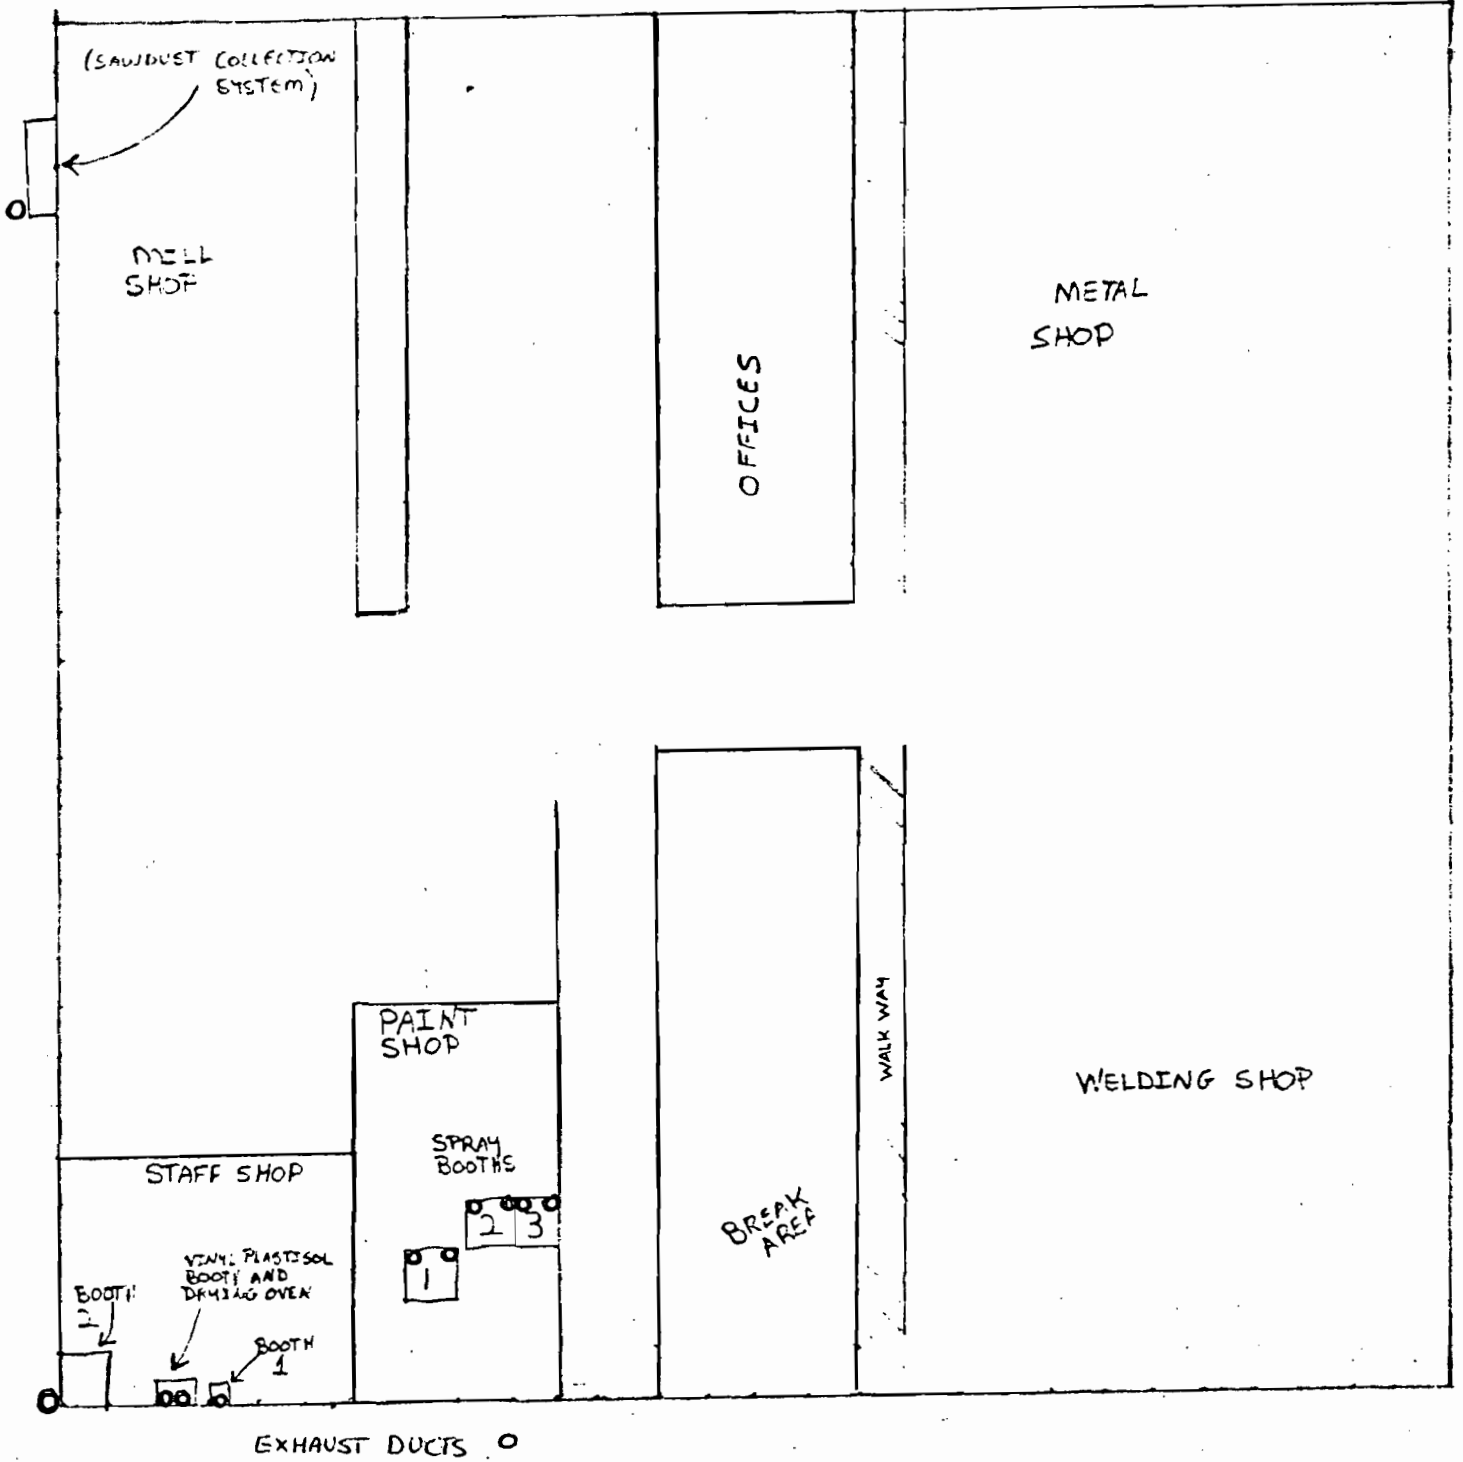 (SAWDUST COLLECTION
SYSTEM)
MILL
SHOP
METAL
SHOP
OFFICES
PAINT
SHOP
WALK WAY
WELDING SHOP
SPRAY
BOOTHS
STAFF SHOP
2 3
1
BREAK
AREA
VINYL PLASTISOL
BOOTH AND
DRYING OVEN
BOOTH
2
BOOTH
1
EXHAUST DUCTS O